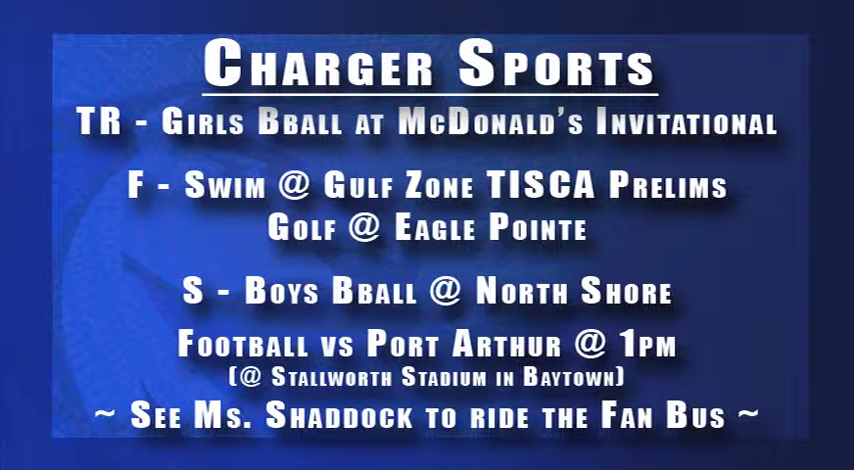 Charger Sports
TR - Girls Bball at McDonald's Invitational
F - Swim @ Gulf Zone TISCA Prelims
Golf @ Eagle Pointe
S - Boys Bball @ North Shore
Football vs Port Arthur @ 1pm
(@ Stallworth Stadium in Baytown)
~ See Ms. Shaddock to ride the Fan Bus ~